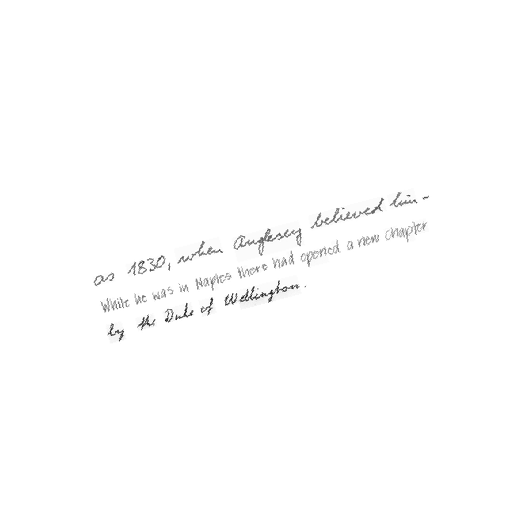 as 1830, when Anglesey believed him-
While he was in Naples there had opened a new chapter
by the Duke of Wellington.